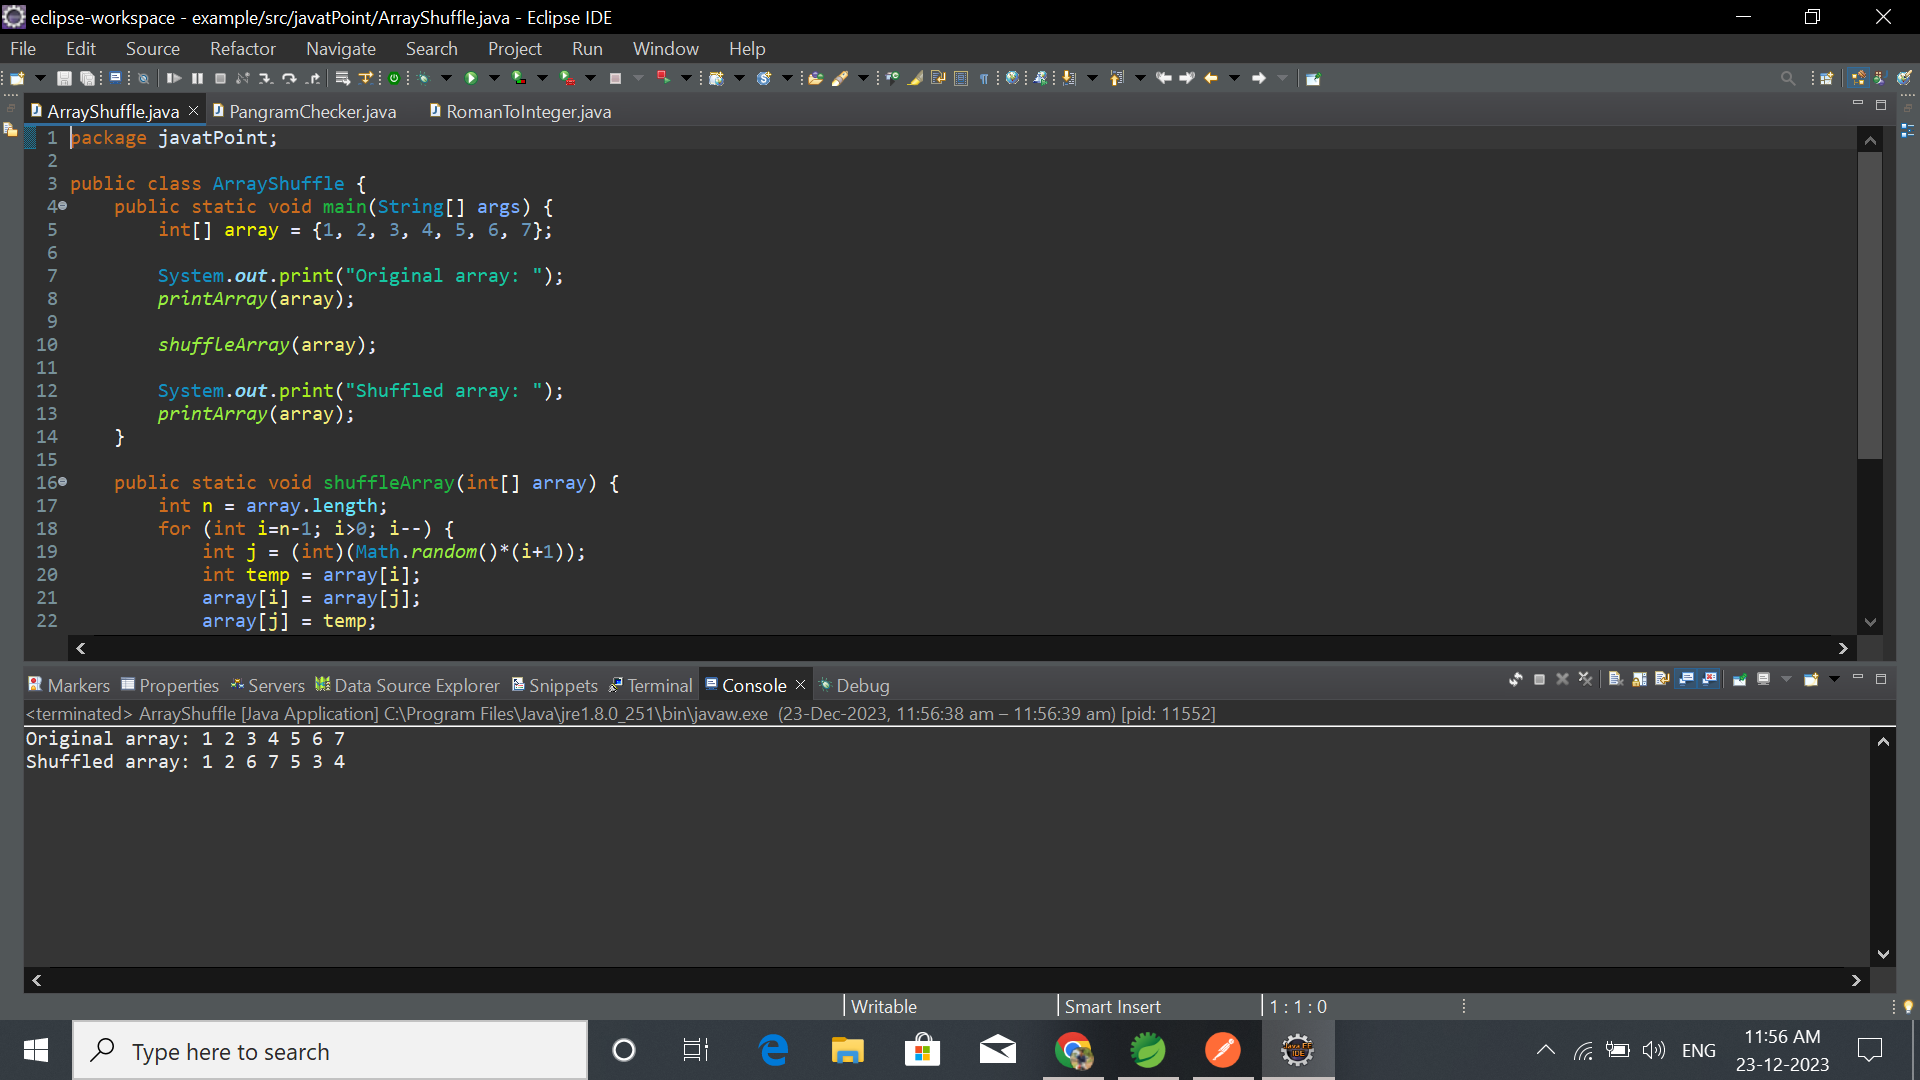 eclipse-workspace - example/src/javatPoint/ArrayShuffle.java - Eclipse IDE
File Edit Source Refactor Navigate Search Project Run Window Help
ArrayShuffle.java PangramChecker.java RomanToInteger.java
1 package javatPoint;
2
3 public class ArrayShuffle {
4     public static void main(String[] args) {
5         int[] array = {1, 2, 3, 4, 5, 6, 7};
6
7         System.out.print("Original array: ");
8         printArray(array);
9
10         shuffleArray(array);
11
12         System.out.print("Shuffled array: ");
13         printArray(array);
14     }
15
16     public static void shuffleArray(int[] array) {
17         int n = array.length;
18         for (int i=n-1; i>0; i--) {
19             int j = (int)(Math.random()*(i+1));
20             int temp = array[i];
21             array[i] = array[j];
22             array[j] = temp;
Markers Properties Servers Data Source Explorer Snippets Terminal Console Debug
<terminated> ArrayShuffle [Java Application] C:\Program Files\Java\jre1.8.0_251\bin\javaw.exe (23-Dec-2023, 11:56:38 am – 11:56:39 am) [pid: 11552]
Original array: 1 2 3 4 5 6 7
Shuffled array: 1 2 6 7 5 3 4
Writable Smart Insert 1 : 1 : 0
Type here to search
ENG
11:56 AM
23-12-2023